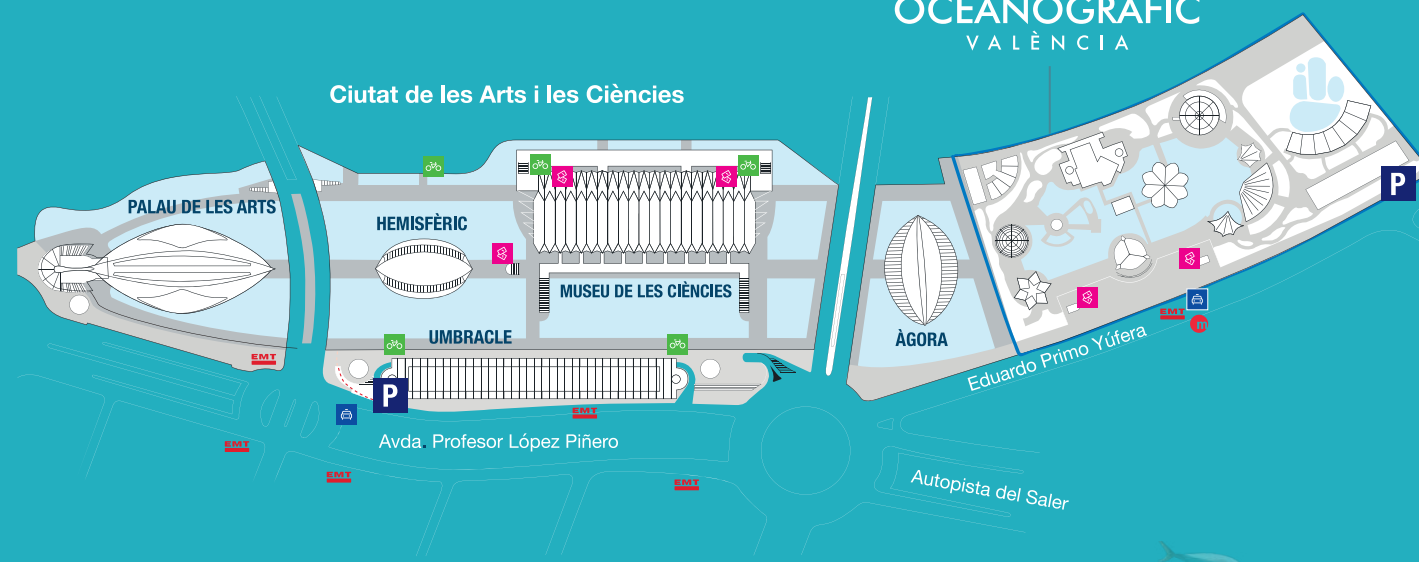 OCEANOGRÀFIC
VALÈNCIA
Ciutat de les Arts i les Ciències
PALAU DE LES ARTS
HEMISFÈRIC
MUSEU DE LES CIÈNCIES
UMBRACLE
ÀGORA
P
EMT
Eduardo Primo Yúfera
m
EMT
P
EMT
Avda. Profesor López Piñero
EMT
EMT
EMT
Autopista del Saler